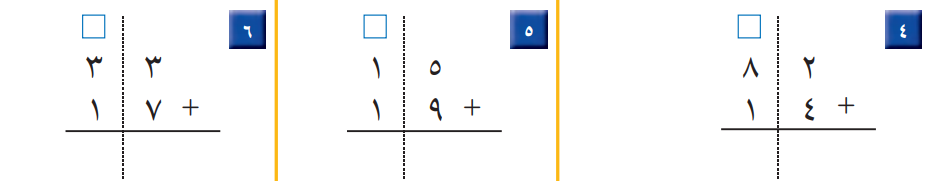 ٤
٨ ٢
١ ٤ +
٥
١ ٥
١ ٩ +
٦
٣ ٣
١ ٧ +